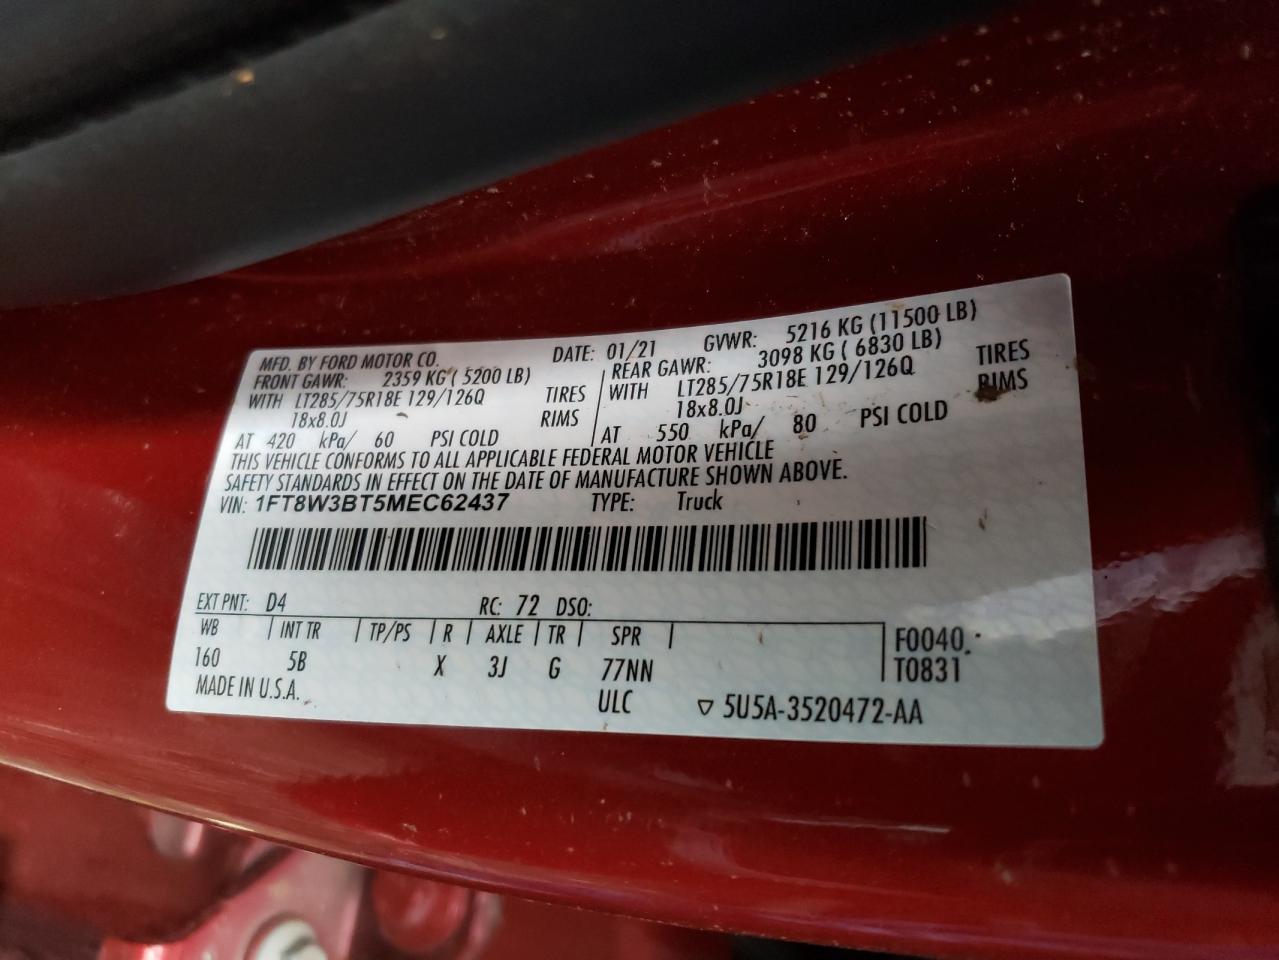 MFD. BY FORD MOTOR CO. DATE: 01/21 GVWR: 5216 KG (11500 LB)
FRONT GAWR: 2359 KG ( 5200 LB) REAR GAWR: 3098 KG ( 6830 LB)
WITH LT285/75R18E 129/126Q TIRES WITH LT285/75R18E 129/126Q TIRES
18x8.0J RIMS 18x8.0J RIMS
AT 420 kPa/ 60 PSI COLD AT 550 kPa/ 80 PSI COLD
THIS VEHICLE CONFORMS TO ALL APPLICABLE FEDERAL MOTOR VEHICLE
SAFETY STANDARDS IN EFFECT ON THE DATE OF MANUFACTURE SHOWN ABOVE.
VIN: 1FT8W3BT5MEC62437 TYPE: Truck
EXT PNT: D4 RC: 72 DSO:
WB INT TR TP/PS R AXLE TR SPR F0040
160 5B X 3J G 77NN T0831
MADE IN U.S.A. ULC ▽ 5U5A-3520472-AA